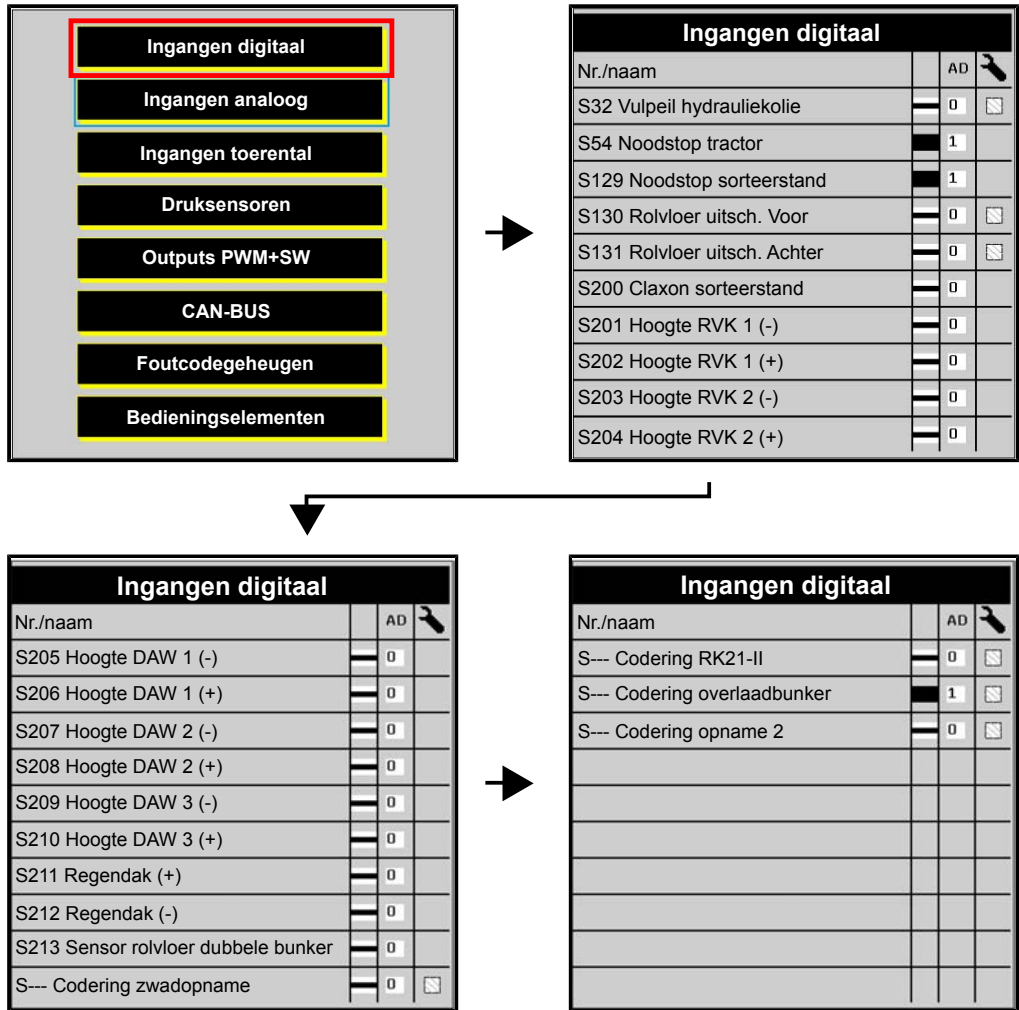 Ingangen digitaal
Ingangen analoog
Ingangen toerental
Druksensoren
Outputs PWM+SW
CAN-BUS
Foutcodegeheugen
Bedieningselementen
Ingangen digitaal
Nr./naam AD
S32 Vulpeil hydrauliekolie 0
S54 Noodstop tractor 1
S129 Noodstop sorteerstand 1
S130 Rolvloer uitsch. Voor 0
S131 Rolvloer uitsch. Achter 0
S200 Claxon sorteerstand 0
S201 Hoogte RVK 1 (-) 0
S202 Hoogte RVK 1 (+) 0
S203 Hoogte RVK 2 (-) 0
S204 Hoogte RVK 2 (+) 0
Ingangen digitaal
Nr./naam AD
S205 Hoogte DAW 1 (-) 0
S206 Hoogte DAW 1 (+) 0
S207 Hoogte DAW 2 (-) 0
S208 Hoogte DAW 2 (+) 0
S209 Hoogte DAW 3 (-) 0
S210 Hoogte DAW 3 (+) 0
S211 Regendak (+) 0
S212 Regendak (-) 0
S213 Sensor rolvloer dubbele bunker 0
S--- Codering zwadopname 0
Ingangen digitaal
Nr./naam AD
S--- Codering RK21-II 0
S--- Codering overlaadbunker 1
S--- Codering opname 2 0